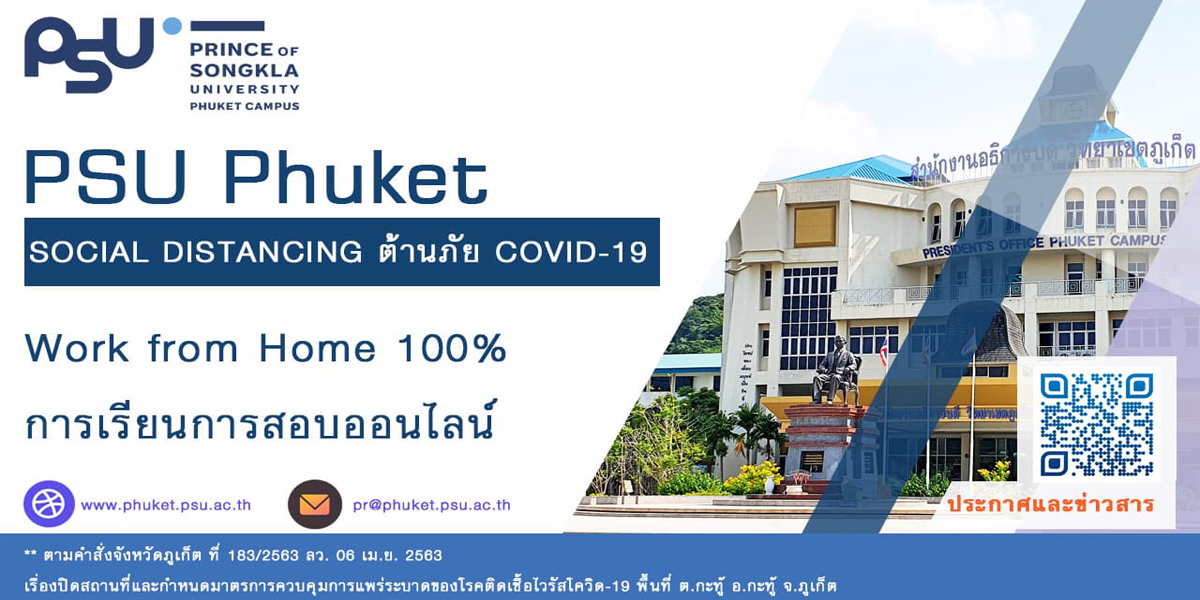 PSU
PRINCE OF
SONGKLA
UNIVERSITY
PHUKET CAMPUS
PSU Phuket
SOCIAL DISTANCING ต้านภัย COVID-19
Work from Home 100%
การเรียนการสอบออนไลน์
www.phuket.psu.ac.th
pr@phuket.psu.ac.th
สำนักงานอธิการบดี วิทยาเขตภูเก็ต
PRESIDENT'S OFFICE PHUKET CAMPUS
ประกาศและข่าวสาร
** ตามคำสั่งจังหวัดภูเก็ต ที่ 183/2563 ลว. 06 เม.ย. 2563
เรื่องปิดสถานที่และกำหนดมาตรการควบคุมการแพร่ระบาดของโรคติดเชื้อไวรัสโควิด-19 พื้นที่ ต.กะทู้ อ.กะทู้ จ.ภูเก็ต